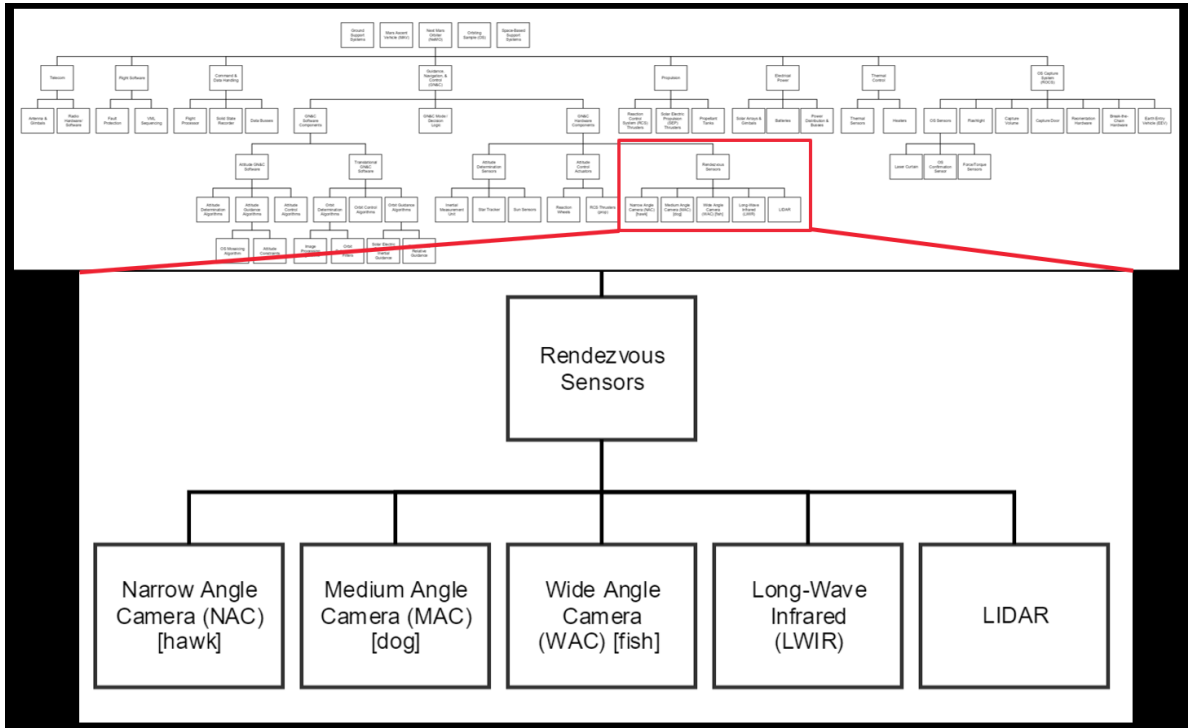 Ground
Support
Systems
Mars Ascent
Vehicle (MAV)
Next Mars
Orbiter
(NeMO)
Orbiting
Sample (OS)
Space-Based
Support
Systems
Telecom
Flight Software
Command &
Data Handling
Guidance,
Navigation, &
Control
(GN&C)
Propulsion
Electrical
Power
Thermal
Control
OS Capture
System
Antenna &
Gimbals
Radio
Hardware/
Software
Fault
Protection
VML
Sequencing
Flight
Processor
Solid State
Recorder
Data Busses
GN&C
Software
Components
GN&C Mode /
Decision
Logic
GN&C
Hardware
Components
Reaction
Control
System (RCS)
Thrusters
Solar Electric
Propulsion
(SEP)
Thrusters
Propellant
Tanks
Solar Arrays &
Gimbals
Batteries
Power
Distribution &
Busses
Thermal
Sensors
Heaters
OS Sensors
Flashlight
Capture
Volume
Capture Door
Reorientation
Hardware
Break-the-
Chain
Hardware
Earth Entry
Vehicle (EEV)
Attitude GN&C
Software
Translational
GN&C
Software
Attitude
Determination
Sensors
Attitude
Control
Actuators
Rendezvous
Sensors
Laser Curtain
OS
Confirmation
Sensor
Force/Torque
Sensors
Attitude
Determination
Algorithms
Attitude
Guidance
Algorithms
Attitude
Control
Algorithms
Orbit
Determination
Algorithms
Orbit Control
Algorithms
Orbit Guidance
Algorithms
Inertial
Measurement
Unit
Star Tracker
Sun Sensors
Reaction
Wheels
RCS Thrusters
(prop)
Narrow Angle
Camera (NAC)
[hawk]
Medium Angle
Camera (MAC)
[dog]
Wide Angle
Camera
(WAC) [fish]
Long-Wave
Infrared
(LWIR)
LIDAR
OS Streaming
Algorithm
Attitude
Constraints
Image
Orbit
Filters
Solar Electric
Inertial
Guidance
Relative
Guidance
Rendezvous
Sensors
Narrow Angle
Camera (NAC)
[hawk]
Medium Angle
Camera (MAC)
[dog]
Wide Angle
Camera
(WAC) [fish]
Long-Wave
Infrared
(LWIR)
LIDAR